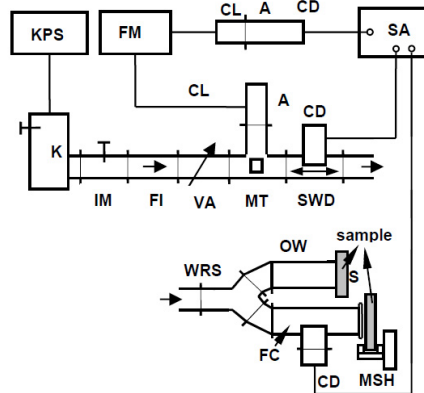 CL A CD
KPS FM SA
CL A
CD
K
IM FI VA MT SWD
sample
OW
WRS S
FC
CD MSH